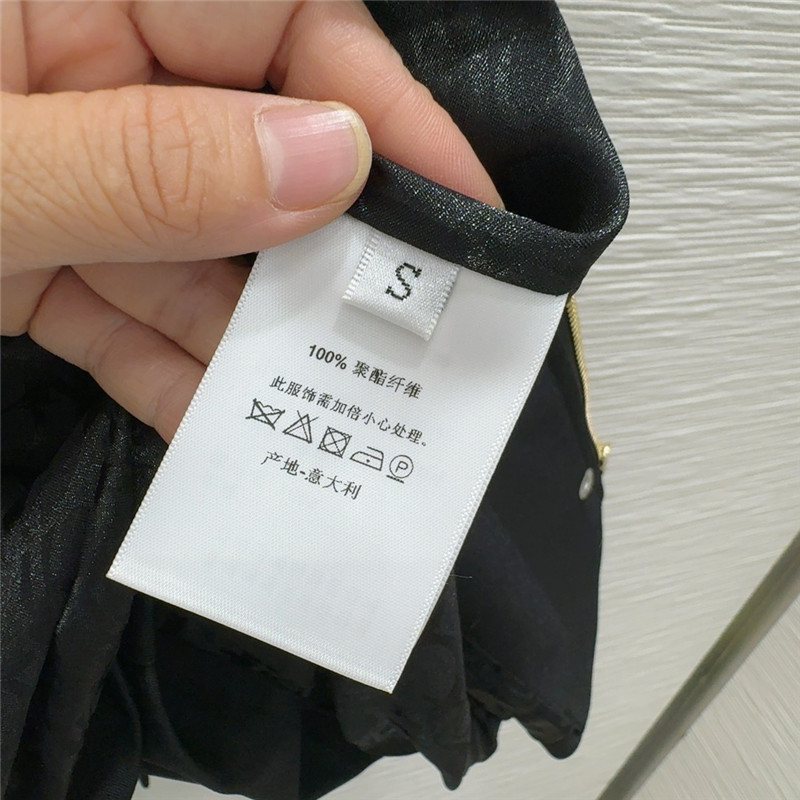 S
100% 聚酯纤维
此服饰需加倍小心处理。
P
产地-意大利